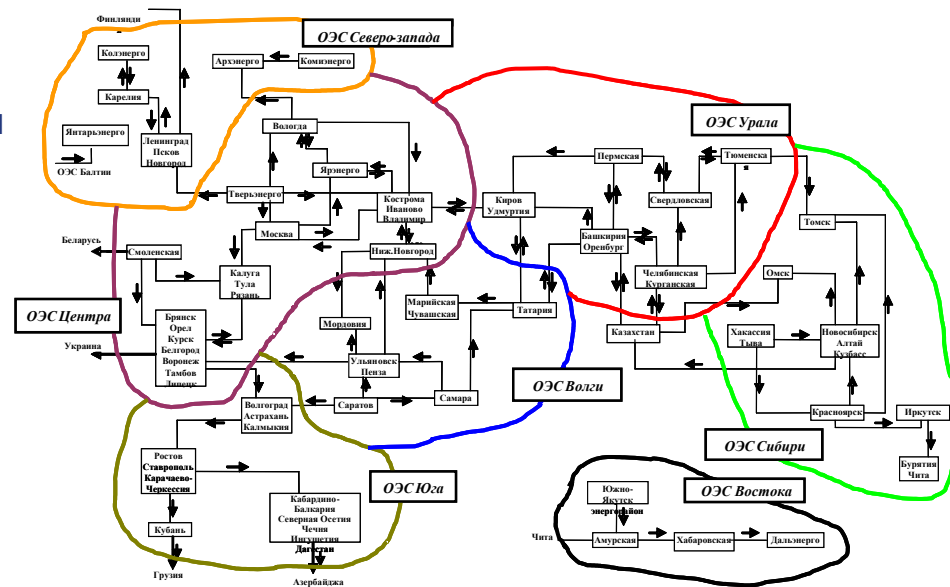 Финлянди
ОЭС Северо-запада
Колэнерго
Архэнерго
Комиэнерго
Карелия
Янтарьэнерго
Ленинград
Псков
Новгород
ОЭС Балтии
Вологда
Ярэнерго
Тверьэнерго
Москва
Кострома
Иваново
Владимир
ОЭС Урала
Пермская
Тюменска
я
Свердловская
Киров
Удмуртия
Башкирия
Оренбург
Челябинская
Курганская
Томск
Омск
Беларусь
Смоленская
Калуга
Тула
Рязань
Ниж.Новгород
Марийская
Чувашская
Татария
ОЭС Центра
Брянск
Орел
Курск
Белгород
Воронеж
Тамбов
Липецк
Украина
Мордовия
Ульяновск
Пенза
Казахстан
Хакассия
Тыва
Новосибирск
Алтай
Кузбасс
ОЭС Волги
Волгоград
Астрахань
Калмыкия
Саратов
Самара
Красноярск
Иркутск
ОЭС Сибири
Бурятия
Чита
Ростов
Ставрополь
Карачаево-
Черкессия
ОЭС Юга
Кабардино-
Балкария
Северная Осетия
Чечня
Ингушетия
Дагестан
Кубань
Грузия
Азербайджа
ОЭС Востока
Южно-
Якутск
энергорайон
Чита
Амурская
Хабаровская
Дальэнерго